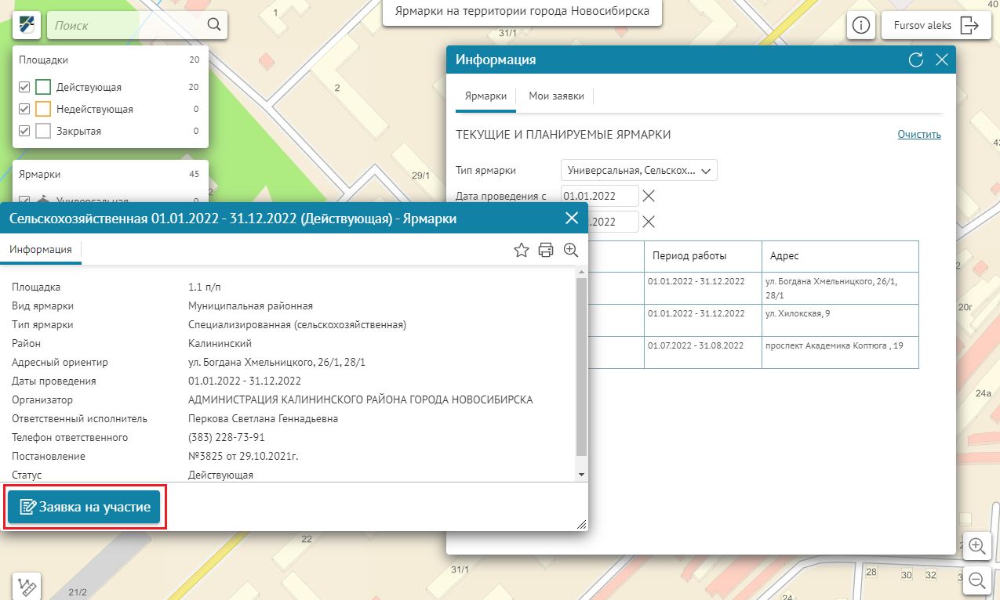 Ярмарки на территории города Новосибирска
Поиск
Fursov aleks
Площадки 20
Действующая 20
Недействующая 0
Закрытая 0
Ярмарки 45
Универсальная 0
Информация
Ярмарки Мои заявки
ТЕКУЩИЕ И ПЛАНИРУЕМЫЕ ЯРМАРКИ Очистить
Тип ярмарки Универсальная, Сельскох...
Дата проведения с 01.01.2022
.2022
Период работы Адрес
01.01.2022 - 31.12.2022 ул. Богдана Хмельницкого, 26/1,
28/1
01.01.2022 - 31.12.2022 ул. Хилокская, 9
01.07.2022 - 31.08.2022 проспект Академика Коптюга , 19
Сельскохозяйственная 01.01.2022 - 31.12.2022 (Действующая) - Ярмарки
Информация
Площадка 1.1 п/п
Вид ярмарки Муниципальная районная
Тип ярмарки Специализированная (сельскохозяйственная)
Район Калининский
Адресный ориентир ул. Богдана Хмельницкого, 26/1, 28/1
Даты проведения 01.01.2022 - 31.12.2022
Организатор АДМИНИСТРАЦИЯ КАЛИНИНСКОГО РАЙОНА ГОРОДА НОВОСИБИРСКА
Ответственный исполнитель Перкова Светлана Геннадьевна
Телефон ответственного (383) 228-73-91
Постановление №3825 от 29.10.2021г.
Статус Действующая
Заявка на участие
1
31/1
2
29/1
2
40
20г
24а
22
31/1
21/2
28
30
32
24